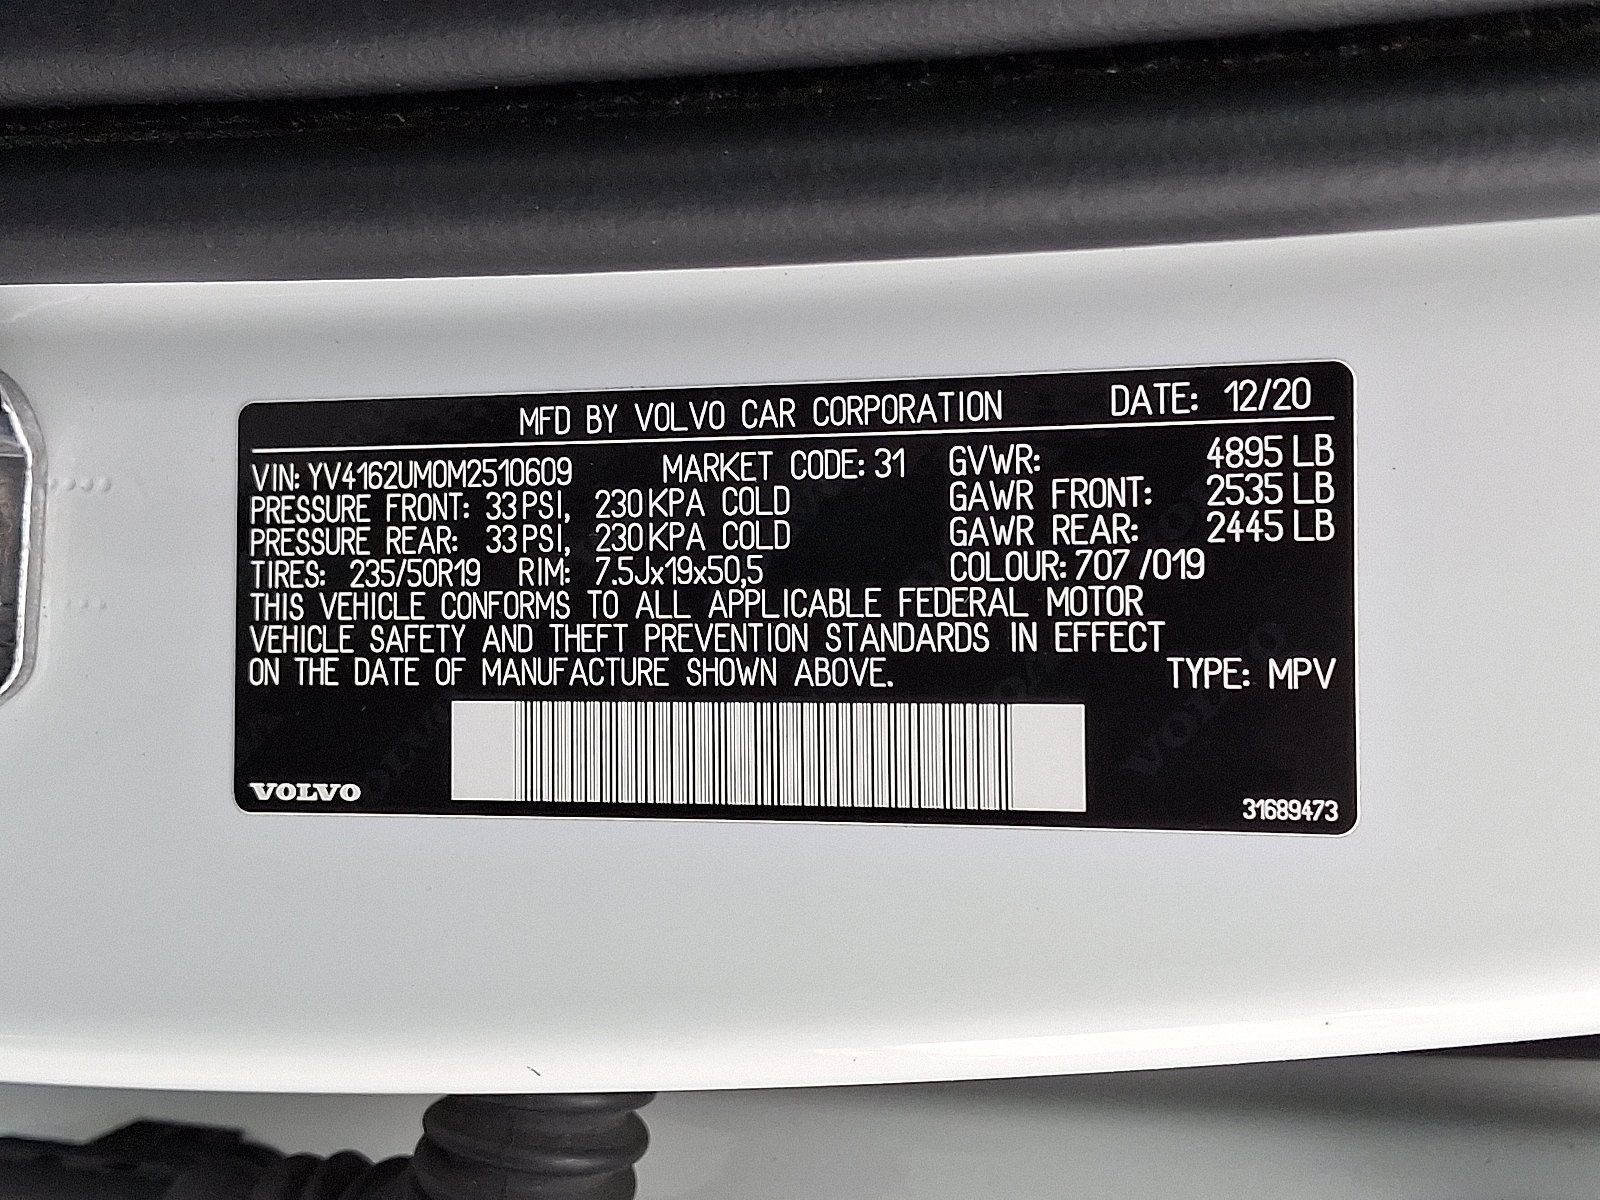 MFD BY VOLVO CAR CORPORATION DATE: 12/20
VIN: YV4162UM0M2510609 MARKET CODE: 31 GVWR: 4895 LB
PRESSURE FRONT: 33 PSI, 230 KPA COLD GAWR FRONT: 2535 LB
PRESSURE REAR: 33 PSI, 230 KPA COLD GAWR REAR: 2445 LB
TIRES: 235/50R19 RIM: 7.5Jx19x50,5 COLOUR: 707 /019
THIS VEHICLE CONFORMS TO ALL APPLICABLE FEDERAL MOTOR
VEHICLE SAFETY AND THEFT PREVENTION STANDARDS IN EFFECT
ON THE DATE OF MANUFACTURE SHOWN ABOVE. TYPE: MPV
VOLVO 31689473